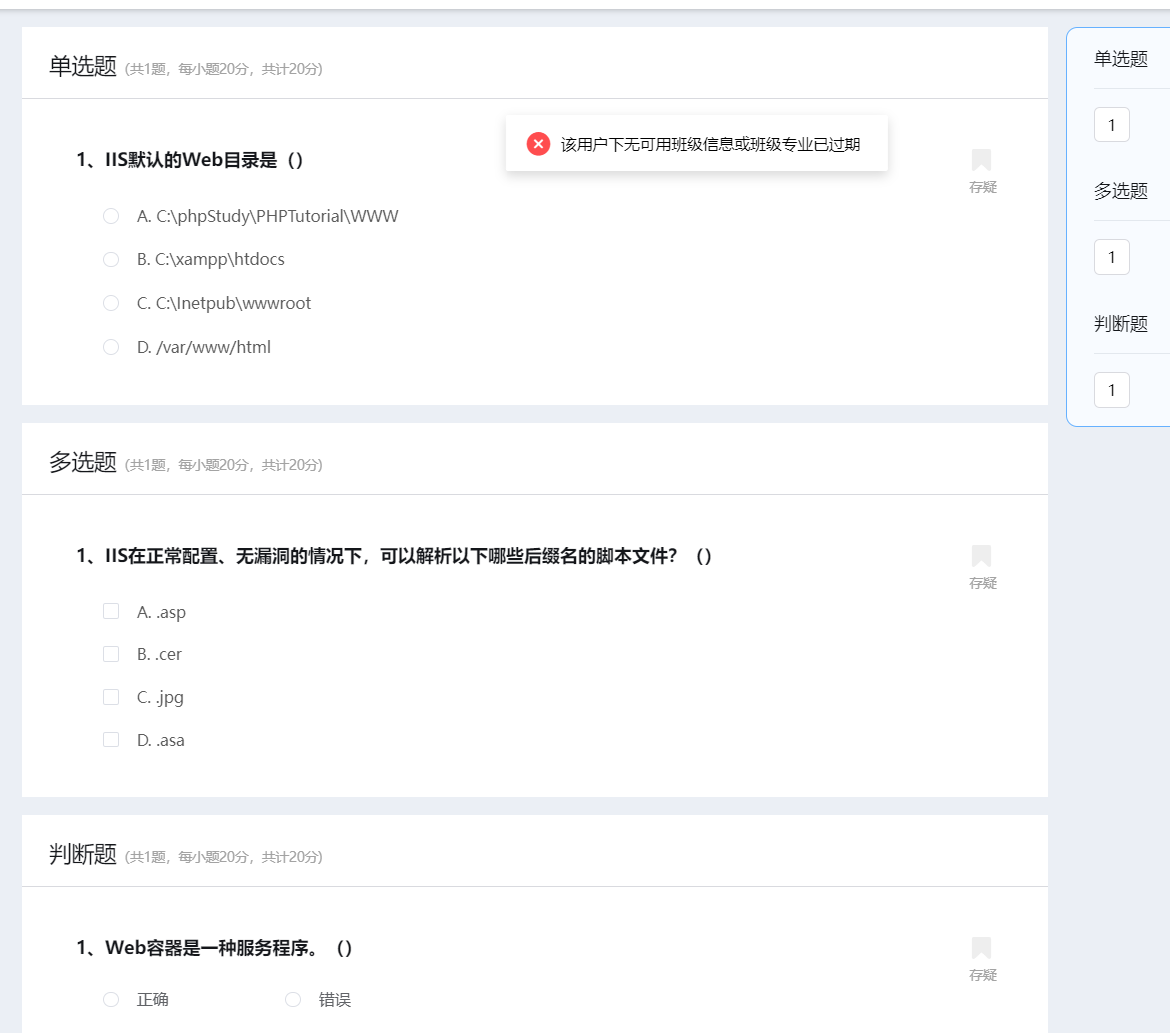 单选题 (共1题，每小题20分，共计20分)
该用户下无可用班级信息或班级专业已过期
1、IIS默认的Web目录是（）
存疑
A. C:\phpStudy\PHPTutorial\WWW
B. C:\xampp\htdocs
C. C:\Inetpub\wwwroot
D. /var/www/html
多选题 (共1题，每小题20分，共计20分)
1、IIS在正常配置、无漏洞的情况下，可以解析以下哪些后缀名的脚本文件？（）
存疑
A. .asp
B. .cer
C. .jpg
D. .asa
判断题 (共1题，每小题20分，共计20分)
1、Web容器是一种服务程序。（）
存疑
正确 错误
单选题
1
多选题
1
判断题
1